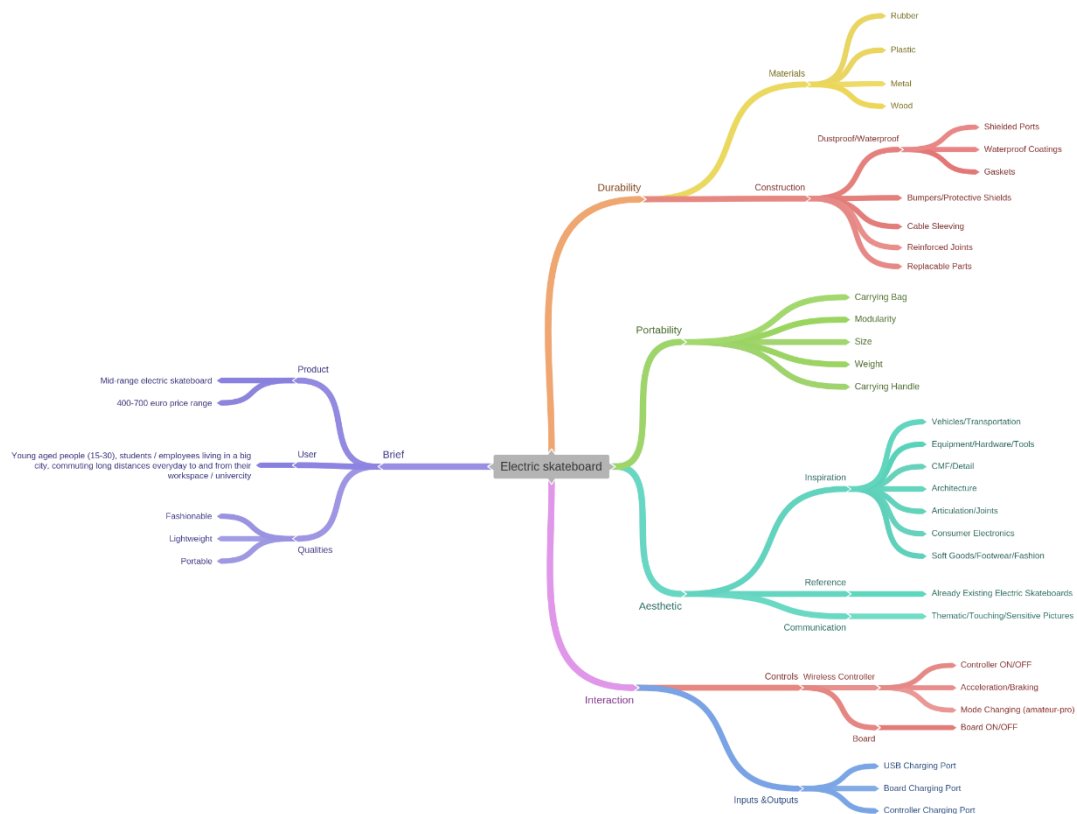 Electric skateboard
Brief
Product
Mid-range electric skateboard
400-700 euro price range
User
Young aged people (15-30), students / employees living in a big
city, commuting long distances everyday to and from their
workspace / univercity
Qualities
Fashionable
Lightweight
Portable
Durability
Materials
Rubber
Plastic
Metal
Wood
Construction
Dustproof/Waterproof
Shielded Ports
Waterproof Coatings
Gaskets
Bumpers/Protective Shields
Cable Sleeving
Reinforced Joints
Replacable Parts
Portability
Carrying Bag
Modularity
Size
Weight
Carrying Handle
Aesthetic
Inspiration
Vehicles/Transportation
Equipment/Hardware/Tools
CMF/Detail
Architecture
Articulation/Joints
Consumer Electronics
Soft Goods/Footwear/Fashion
Reference
Already Existing Electric Skateboards
Communication
Thematic/Touching/Sensitive Pictures
Interaction
Controls
Wireless Controller
Controller ON/OFF
Acceleration/Braking
Mode Changing (amateur-pro)
Board
Board ON/OFF
Inputs &Outputs
USB Charging Port
Board Charging Port
Controller Charging Port